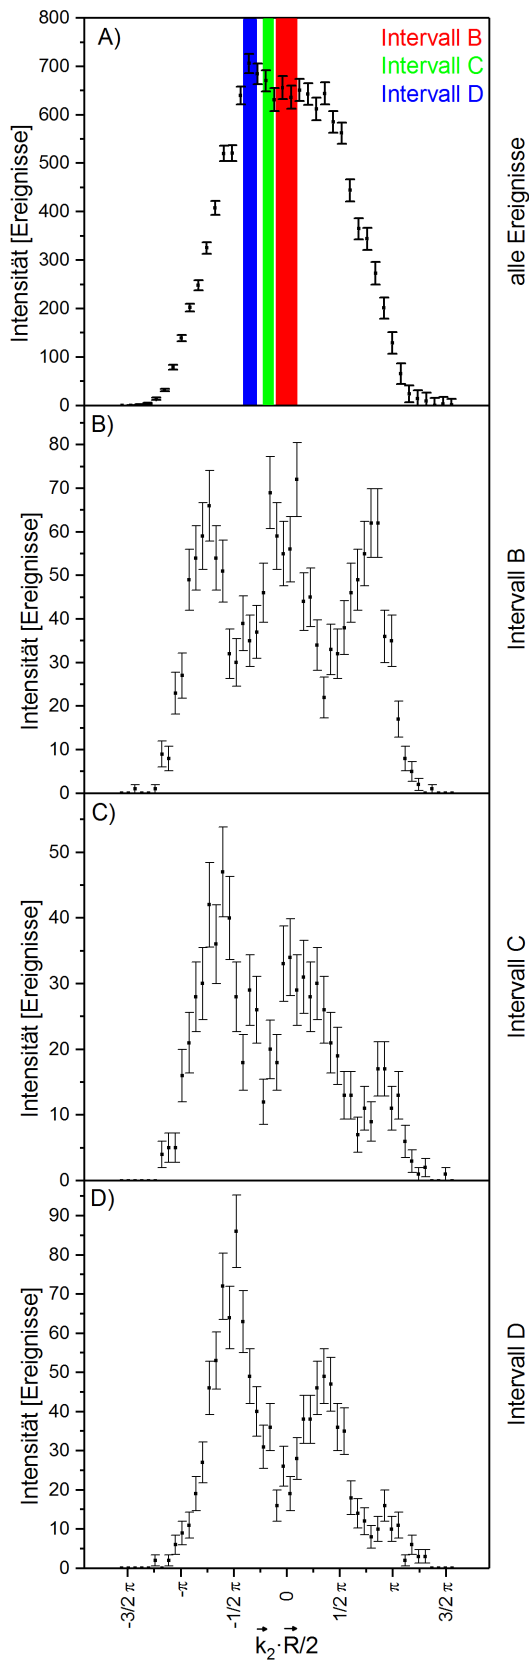 A)
Intervall B
Intervall C
Intervall D
Intensität [Ereignisse]
800
700
600
500
400
300
200
100
0
alle Ereignisse
B)
Intensität [Ereignisse]
80
70
60
50
40
30
20
10
0
Intervall B
C)
Intensität [Ereignisse]
50
40
30
20
10
0
Intervall C
D)
Intensität [Ereignisse]
90
80
70
60
50
40
30
20
10
0
Intervall D
-3/2 π
-π
-1/2 π
0
1/2 π
π
3/2 π
k₂·R/2